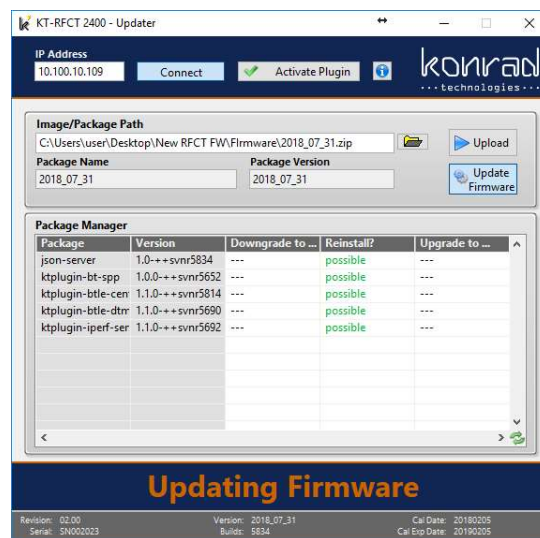 KT-RFCT 2400 - Updater
IP Address
10.100.10.109
Connect
Activate Plugin
konrad
technologies
Image/Package Path
C:\Users\user\Desktop\New RFCT FW\FIrmware\2018_07_31.zip
Upload
Package Name Package Version
2018_07_31 2018_07_31
Update
Firmware
Package Manager
Package Version Downgrade to ... Reinstall? Upgrade to ...
json-server 1.0-++svnr5834 --- possible ---
ktplugin-bt-spp 1.0.0-++svnr5652 --- possible ---
ktplugin-btle-cen 1.1.0-++svnr5814 --- possible ---
ktplugin-btle-dtm 1.1.0-++svnr5690 --- possible ---
ktplugin-iperf-ser 1.1.0-++svnr5692 --- possible ---
Updating Firmware
Revision: 02.00 Version: 2018_07_31 Cal Date: 20180205
Serial: SN002023 Builds: 5834 Cal Exp Date: 20190205